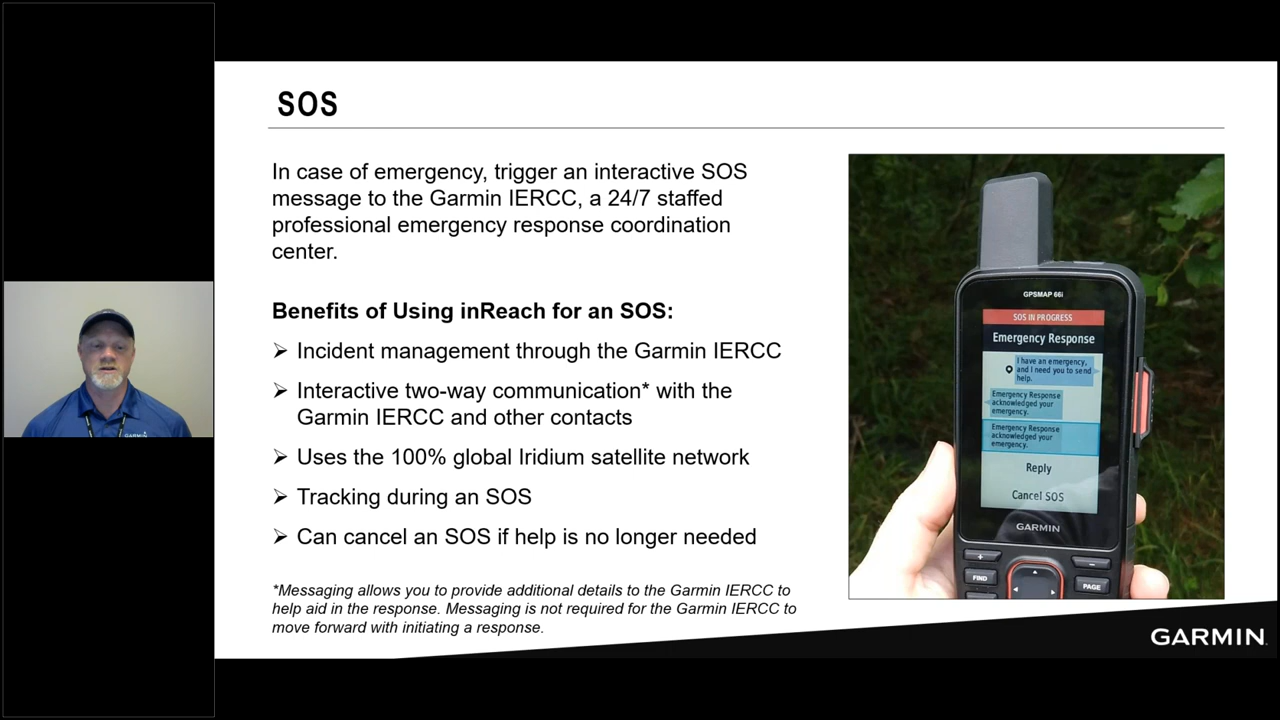 SOS
In case of emergency, trigger an interactive SOS
message to the Garmin IERCC, a 24/7 staffed
professional emergency response coordination
center.
Benefits of Using inReach for an SOS:
➢ Incident management through the Garmin IERCC
➢ Interactive two-way communication* with the
Garmin IERCC and other contacts
➢ Uses the 100% global Iridium satellite network
➢ Tracking during an SOS
➢ Can cancel an SOS if help is no longer needed
*Messaging allows you to provide additional details to the Garmin IERCC to
help aid in the response. Messaging is not required for the Garmin IERCC to
move forward with initiating a response.
GPSMAP 66i
SOS IN PROGRESS
Emergency Response
I have an emergency,
and I need you to send
help.
Emergency Response
acknowledged your
emergency.
Emergency Response
acknowledged your
emergency.
Reply
Cancel SOS
GARMIN
FIND
PAGE
GARMIN
GARMIN